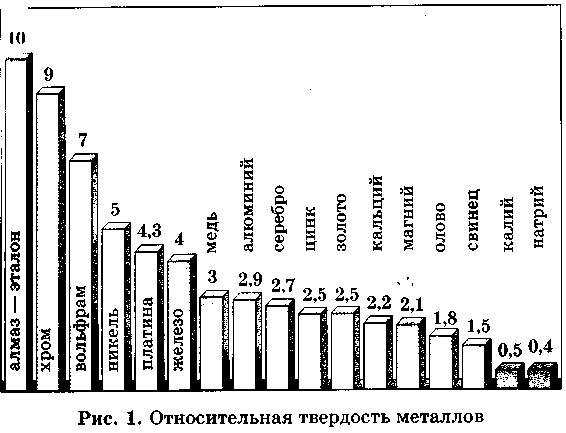 10
9
7
5
4,3
4
3
2,9
2,7
2,5
2,5
2,2
2,1
1,8
1,5
0,5
0,4
алмаз — эталон
хром
вольфрам
никель
платина
железо
медь
алюминий
серебро
цинк
золото
кальций
магний
олово
свинец
калий
натрий
Рис. 1. Относительная твердость металлов